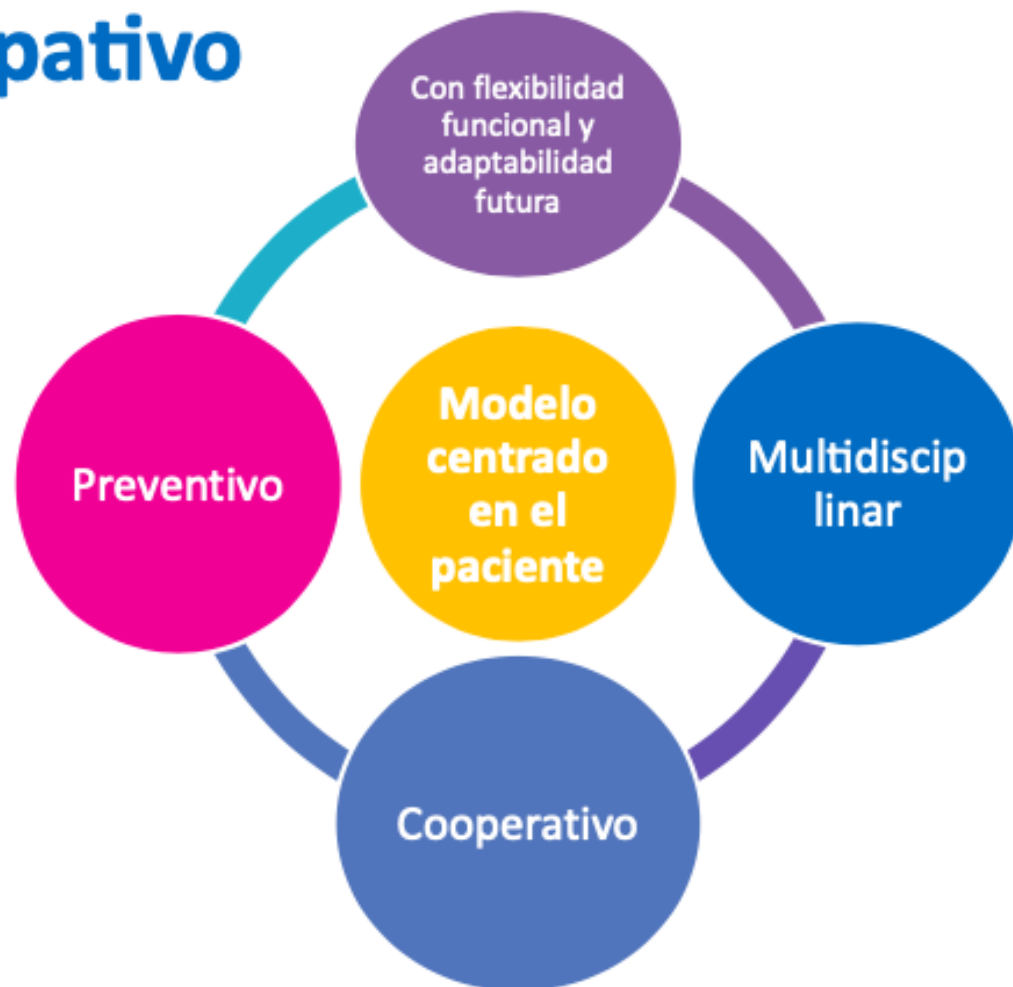 pativo
Con flexibilidad
funcional y
adaptabilidad
futura
Preventivo
Modelo
centrado
en el
paciente
Multidiscip
linar
Cooperativo